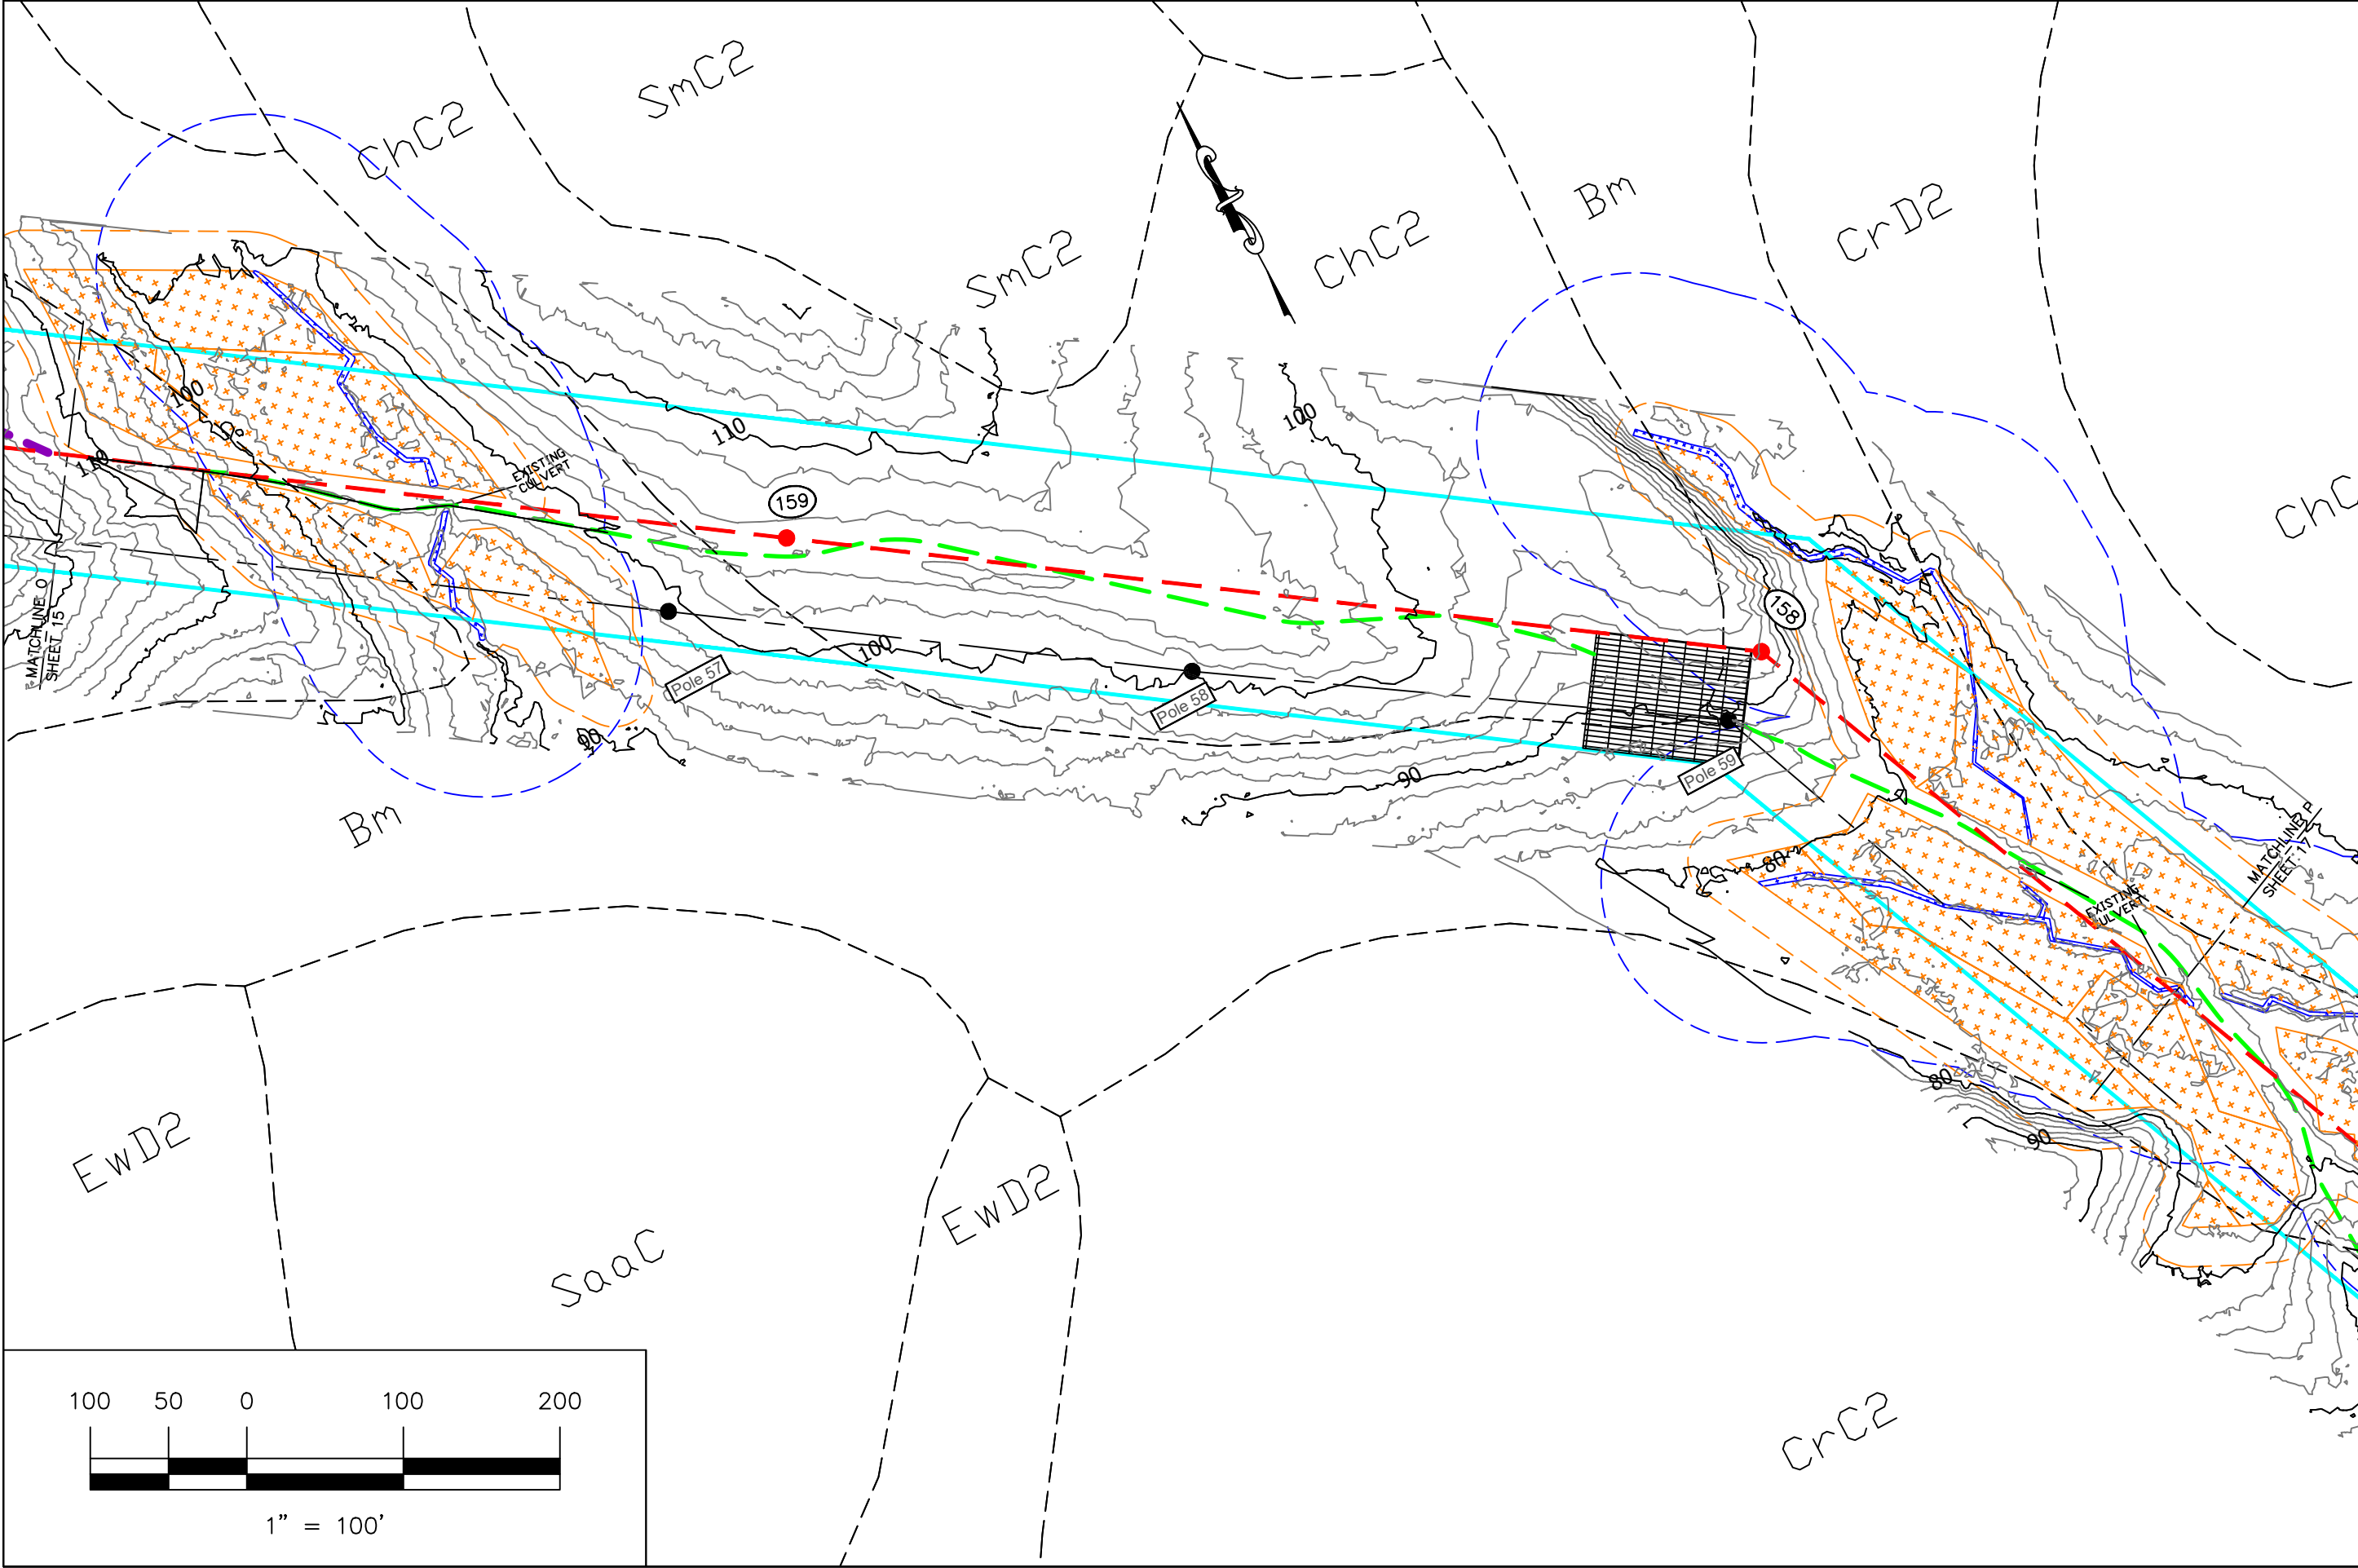 SmC2
ChC2
Bm
CrD2
SmC2
ChC2
100
110
100
110
EXISTING
CULVERT
159
158
MATCHLINE O
SHEET 15
100
Pole 57
Pole 58
Pole 59
90
90
80
Bm
MATCHLINE P
SHEET 17
EXISTING
CULVERT
80
90
EwD2
EwD2
SaaC
CrC2
100 50 0 100 200
1" = 100'